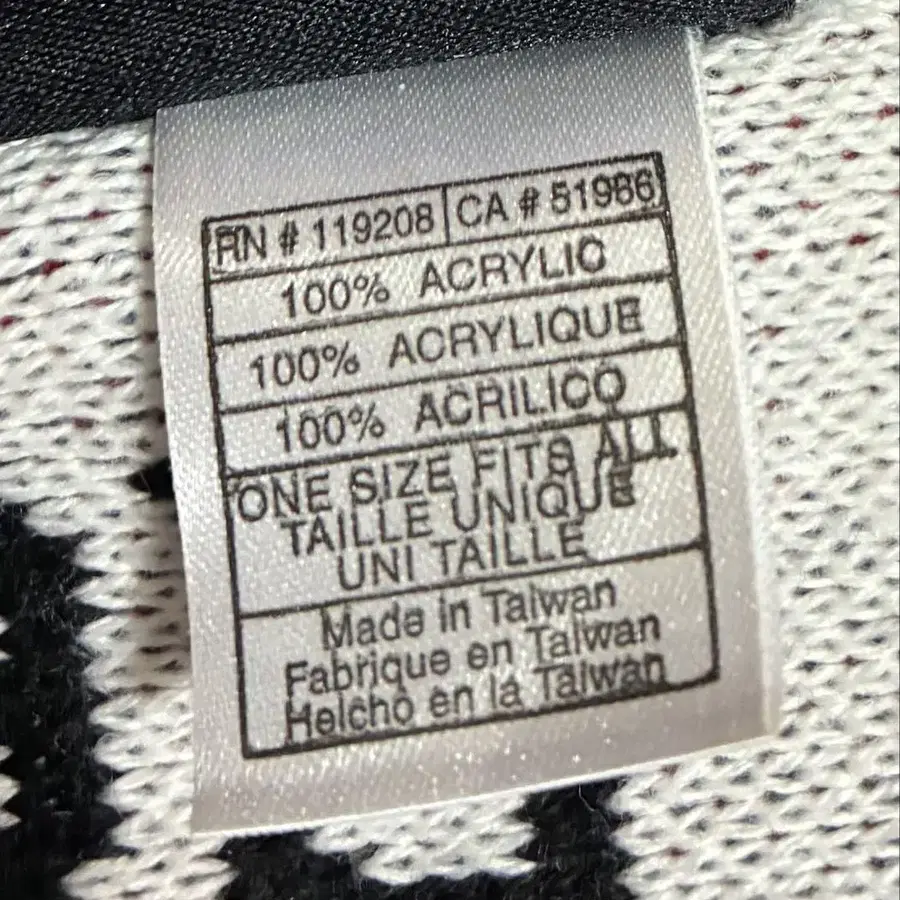 RN # 119208 CA # 51986
100% ACRYLIC
100% ACRYLIQUE
100% ACRILICO
ONE SIZE FITS ALL
TAILLE UNIQUE
UNI TAILLE
Made in Taiwan
Fabrique en Taiwan
Helcho en la Taiwan